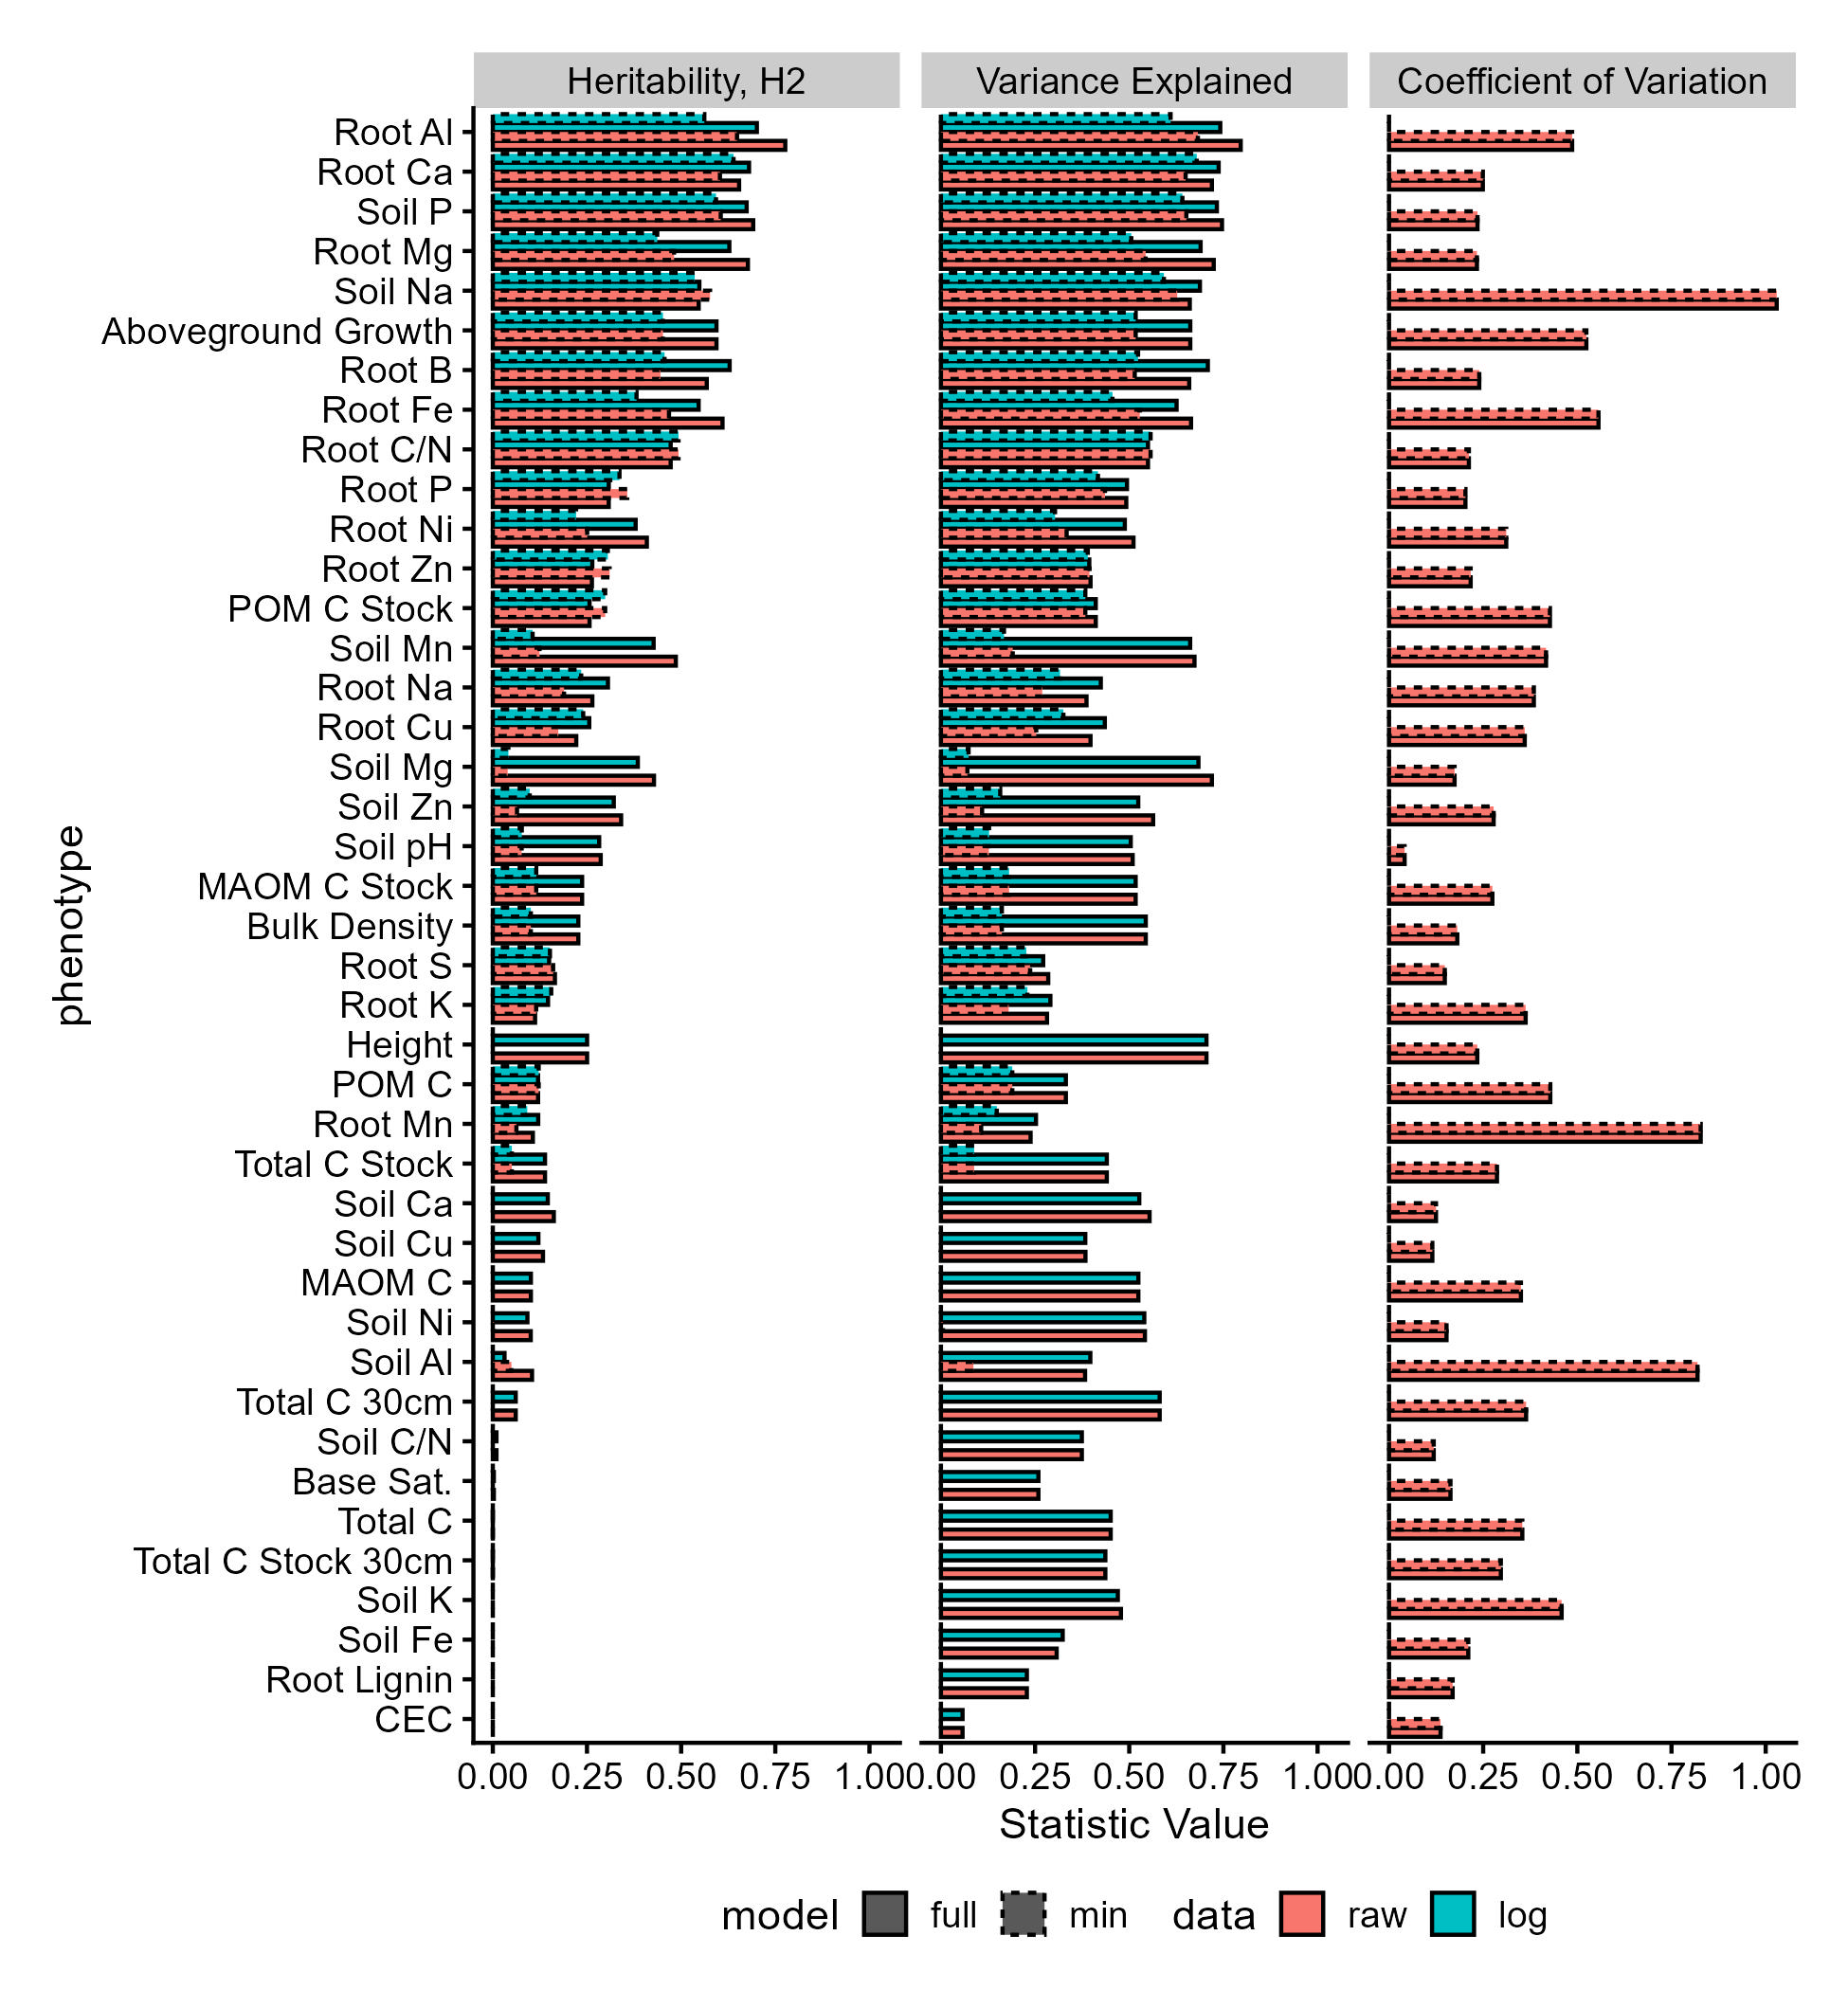 Heritability, H2 Variance Explained Coefficient of Variation
Root Al
Root Ca
Soil P
Root Mg
Soil Na
Aboveground Growth
Root B
Root Fe
Root C/N
Root P
Root Ni
Root Zn
POM C Stock
Soil Mn
Root Na
Root Cu
Soil Mg
Soil Zn
Soil pH
MAOM C Stock
Bulk Density
Root S
Root K
Height
POM C
Root Mn
Total C Stock
Soil Ca
Soil Cu
MAOM C
Soil Ni
Soil Al
Total C 30cm
Soil C/N
Base Sat.
Total C
Total C Stock 30cm
Soil K
Soil Fe
Root Lignin
CEC
phenotype
0.00 0.25 0.50 0.75 1.00 0.00 0.25 0.50 0.75 1.00 0.00 0.25 0.50 0.75 1.00
Statistic Value
model full min data raw log